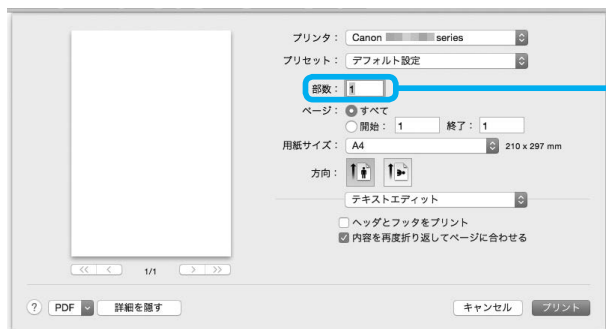 プリンタ： Canon series
プリセット： デフォルト設定
部数： 1
ページ： すべて
開始： 1 終了： 1
用紙サイズ： A4 210 x 297 mm
方向：
テキストエディット
ヘッダとフッタをプリント
内容を再度折り返してページに合わせる
<< < 1/1 > >>
? PDF 詳細を隠す キャンセル プリント